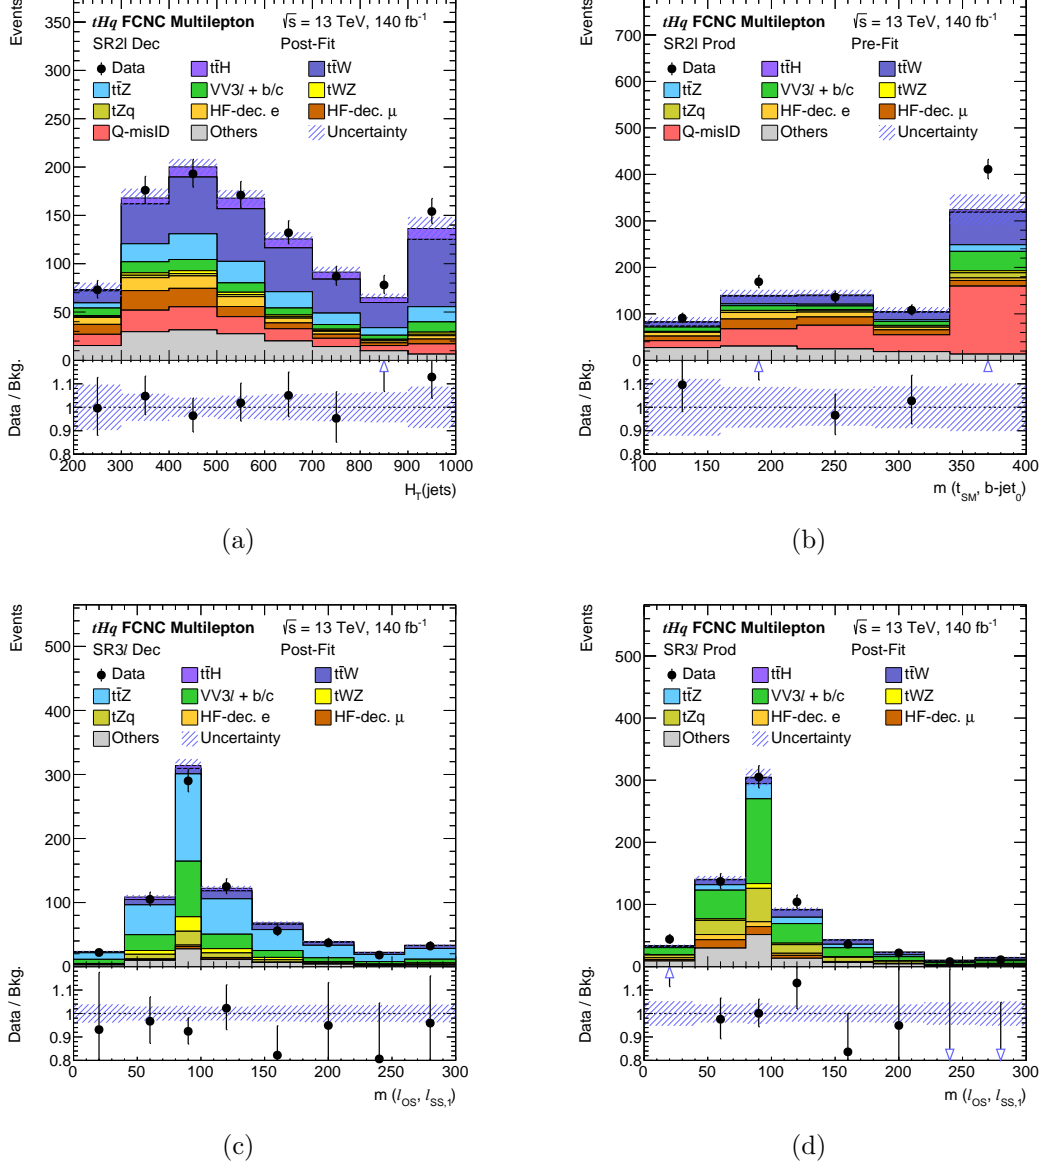 tHq FCNC Multilepton √s = 13 TeV, 140 fb⁻¹
SR2l Dec Post-Fit
Data tt̄H tt̄W
tt̄Z VV3l + b/c tWZ
tZq HF-dec. e HF-dec. μ
Q-misID Others Uncertainty
Events
350
300
250
200
150
100
50
0
Data / Bkg.
1.1
1
0.9
0.8
200 300 400 500 600 700 800 900 1000
H_T(jets)
(a)
tHq FCNC Multilepton √s = 13 TeV, 140 fb⁻¹
SR2l Prod Pre-Fit
Data tt̄H tt̄W
tt̄Z VV3l + b/c tWZ
tZq HF-dec. e HF-dec. μ
Q-misID Others Uncertainty
Events
700
600
500
400
300
200
100
0
Data / Bkg.
1.1
1
0.9
0.8
100 150 200 250 300 350 400
m (t_SM, b-jet_0)
(b)
tHq FCNC Multilepton √s = 13 TeV, 140 fb⁻¹
SR3l Dec Post-Fit
Data tt̄H tt̄W
tt̄Z VV3l + b/c tWZ
tZq HF-dec. e HF-dec. μ
Others Uncertainty
Events
500
400
300
200
100
0
Data / Bkg.
1.1
1
0.9
0.8
0 50 100 150 200 250 300
m (l_OS, l_SS,1)
(c)
tHq FCNC Multilepton √s = 13 TeV, 140 fb⁻¹
SR3l Prod Post-Fit
Data tt̄H tt̄W
tt̄Z VV3l + b/c tWZ
tZq HF-dec. e HF-dec. μ
Others Uncertainty
Events
500
400
300
200
100
0
Data / Bkg.
1.1
1
0.9
0.8
0 50 100 150 200 250 300
m (l_OS, l_SS,1)
(d)